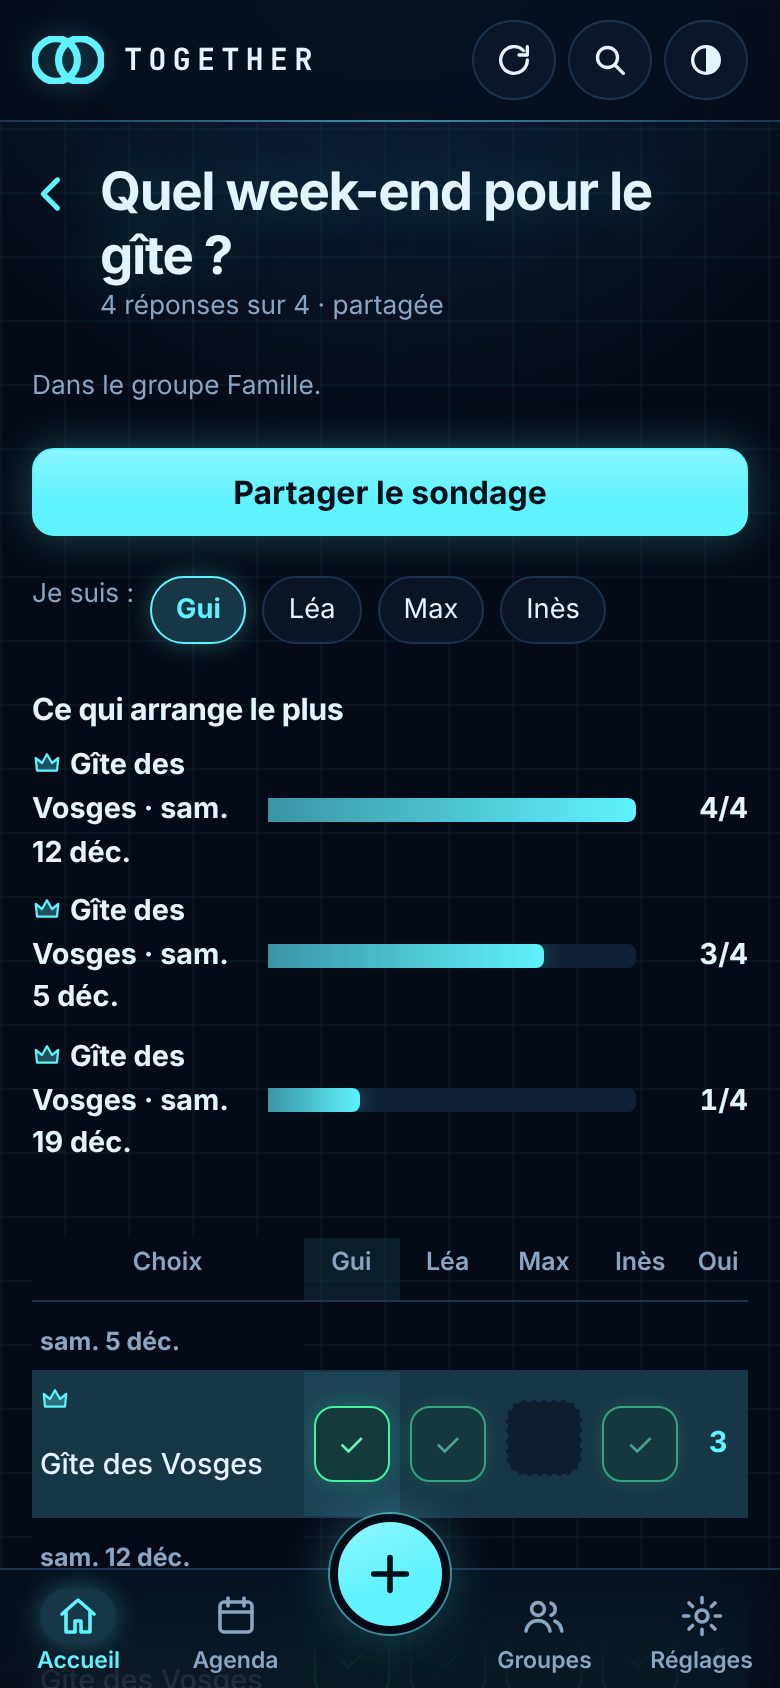 TOGETHER
Quel week-end pour le
gîte ?
4 réponses sur 4 · partagée
Dans le groupe Famille.
Partager le sondage
Je suis : Gui Léa Max Inès
Ce qui arrange le plus
Gîte des
Vosges · sam. 4/4
12 déc.
Gîte des
Vosges · sam. 3/4
5 déc.
Gîte des
Vosges · sam. 1/4
19 déc.
Choix Gui Léa Max Inès Oui
sam. 5 déc.
Gîte des Vosges 3
sam. 12 déc.
Accueil Agenda Groupes Réglages
Gîte des Vosges